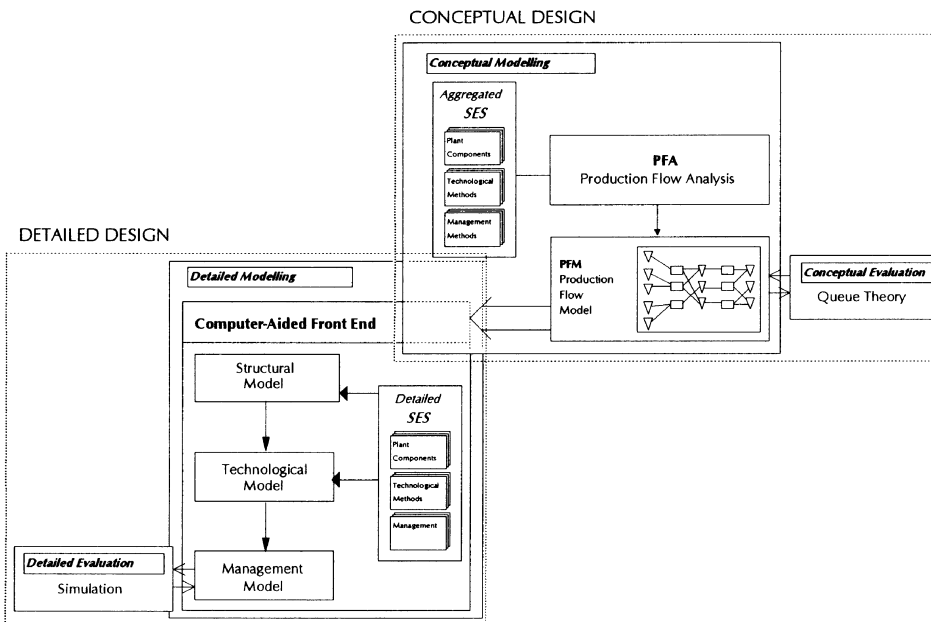 CONCEPTUAL DESIGN
Conceptual Modelling
Aggregated
SES
Plant
Components
Technological
Methods
Management
Methods
PFA
Production Flow Analysis
PFM
Production
Flow
Model
Conceptual Evaluation
Queue Theory
DETAILED DESIGN
Detailed Modelling
Computer-Aided Front End
Structural
Model
Technological
Model
Management
Model
Detailed
SES
Plant
Components
Technological
Methods
Management
Detailed Evaluation
Simulation